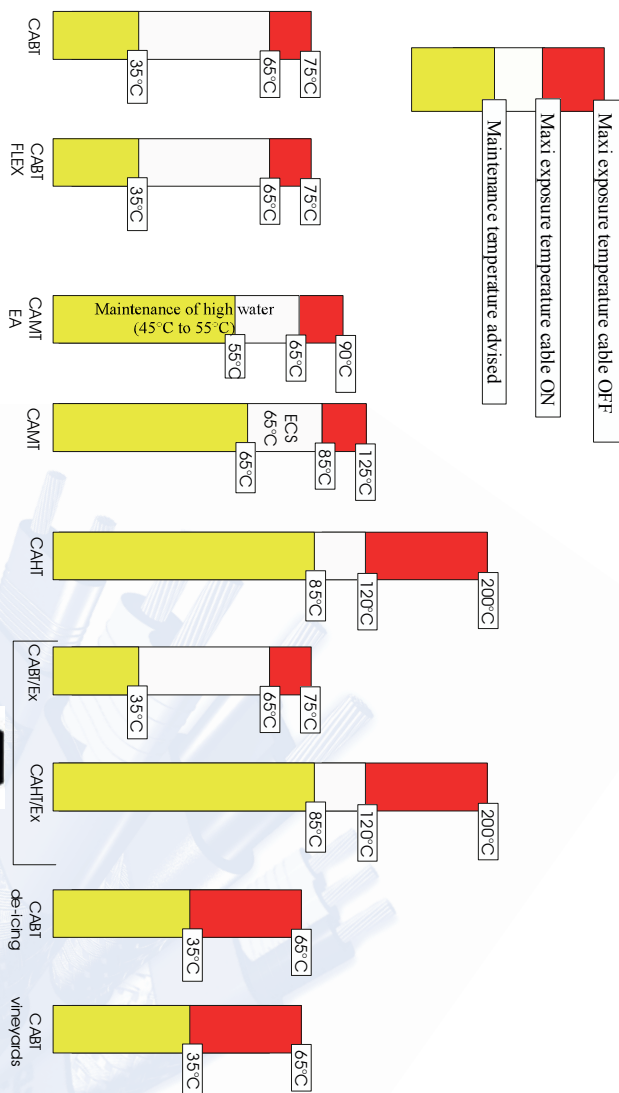 Maxi exposure temperature cable OFF
Maxi exposure temperature cable ON
Maintenance temperature advised
75°C
65°C
35°C
CABT
75°C
65°C
35°C
CABT
FLEX
90°C
65°C
55°C
Maintenance of high water
(45°C to 55°C)
CAMT
EA
125°C
85°C
ECS
65°C
65°C
CAMT
200°C
120°C
85°C
CAHT
75°C
65°C
35°C
CABT/Ex
200°C
120°C
85°C
CAHT/Ex
65°C
35°C
CABT
de-icing
65°C
35°C
CABT
vineyards